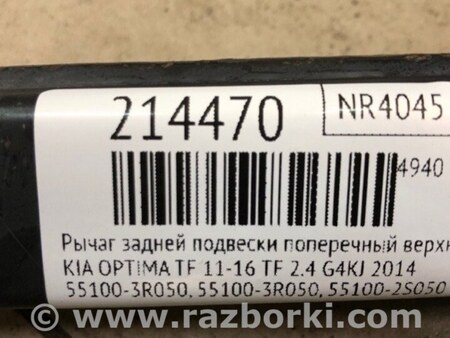 214470
NR4045
4940
Рычаг задней подвески поперечный верхн
KIA OPTIMA TF 11-16 TF 2.4 G4KJ 2014
55100-3R050, 55100-3R050, 55100-2S050
www.razborki.com